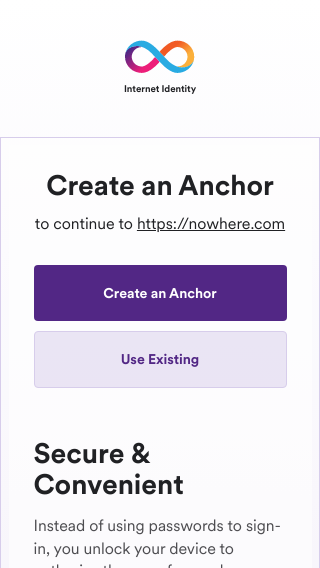 Internet Identity
Create an Anchor
to continue to https://nowhere.com
Create an Anchor
Use Existing
Secure &
Convenient
Instead of using passwords to sign-
in, you unlock your device to